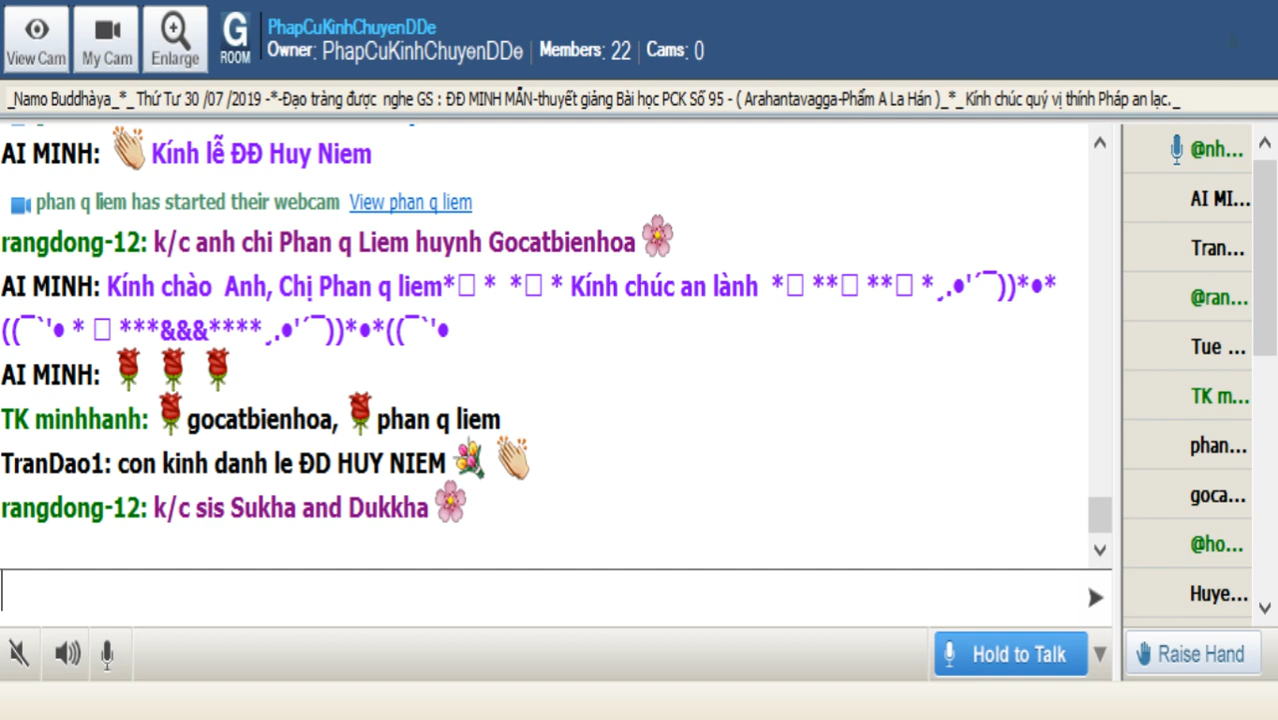 View Cam
My Cam
Enlarge
G
ROOM
PhapCuKinhChuyenDDe
Owner: PhapCuKinhChuyenDDe | Members: 22 | Cams: 0
_Namo Buddhàya_*_ Thứ Tư 30 /07 /2019 -*-Đạo tràng được nghe GS : ĐĐ MINH MẪN-thuyết giảng Bài học PCK Số 95 - ( Arahantavagga-Phẩm A La Hán )_*_ Kính chúc quý vị thính Pháp an lạc._
AI MINH: Kính lễ ĐĐ Huy Niem
phan q liem has started their webcam View phan q liem
rangdong-12: k/c anh chi Phan q Liem huynh Gocatbienhoa
AI MINH: Kính chào Anh, Chị Phan q liem*□ * *□ * Kính chúc an lành *□ **□ **□ *¸.•'´¯))*•*
((¯`'• * □ ***&&&****¸.•'´¯))*•*((¯`'•
AI MINH:
TK minhhanh: gocatbienhoa, phan q liem
TranDao1: con kinh danh le ĐD HUY NIEM
rangdong-12: k/c sis Sukha and Dukkha
@nh...
AI MI...
Tran...
@ran...
Tue ...
TK m...
phan...
goca...
@ho...
Huye...
Hold to Talk
Raise Hand